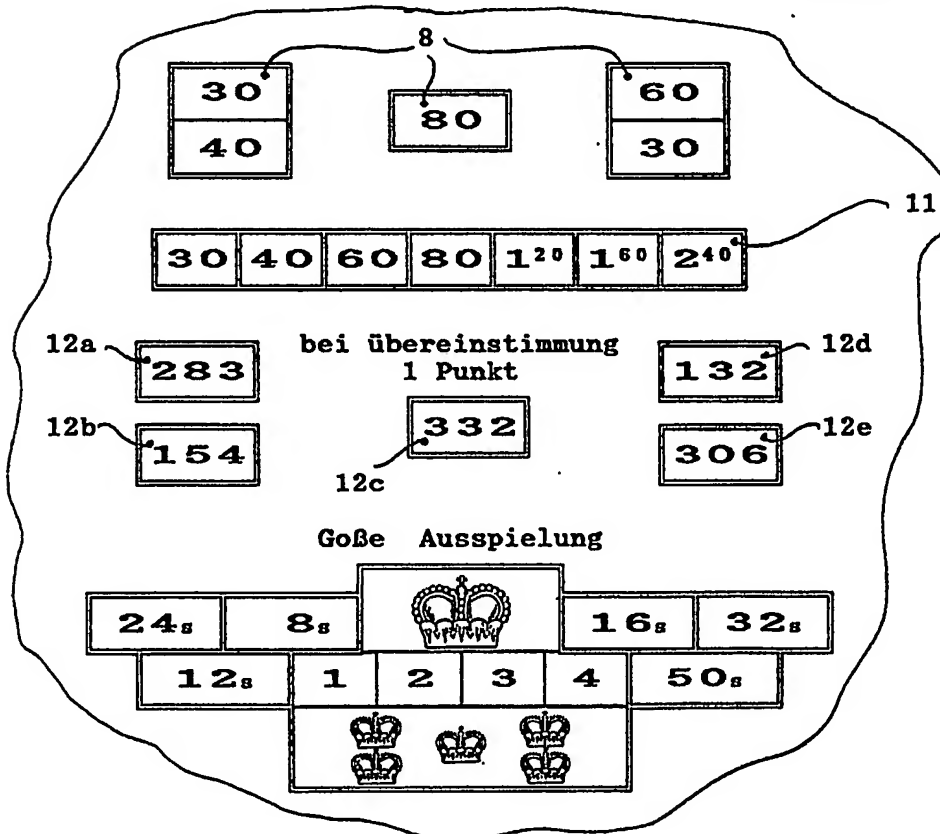 8
30 60
80
40 30
11
30 40 60 80 1²⁰ 1⁶⁰ 2⁴⁰
12a bei übereinstimmung 12d
283 1 Punkt 132
12b 332 12e
154 306
12c
Goße Ausspielung
24s 8s 16s 32s
12s 1 2 3 4 50s